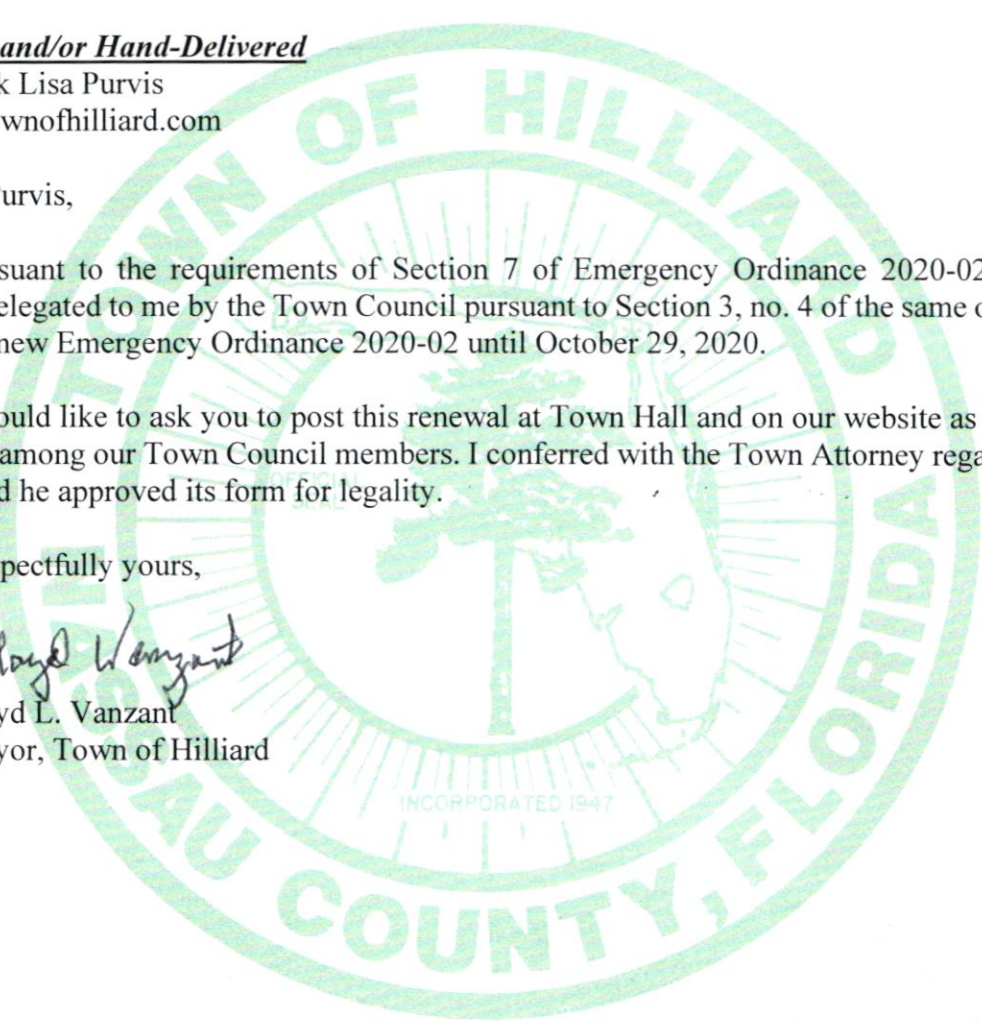 and/or Hand-Delivered
k Lisa Purvis
wnofhilliard.com
urvis,
suant to the requirements of Section 7 of Emergency Ordinance 2020-02
elegated to me by the Town Council pursuant to Section 3, no. 4 of the same o
new Emergency Ordinance 2020-02 until October 29, 2020.
ould like to ask you to post this renewal at Town Hall and on our website as
among our Town Council members. I conferred with the Town Attorney rega
d he approved its form for legality.
pectfully yours,
loyd Vanzant
yd L. Vanzant
yor, Town of Hilliard
TOWN OF HILLIARD
OFFICIAL
SEAL
INCORPORATED 1947
NASSAU COUNTY, FLORIDA